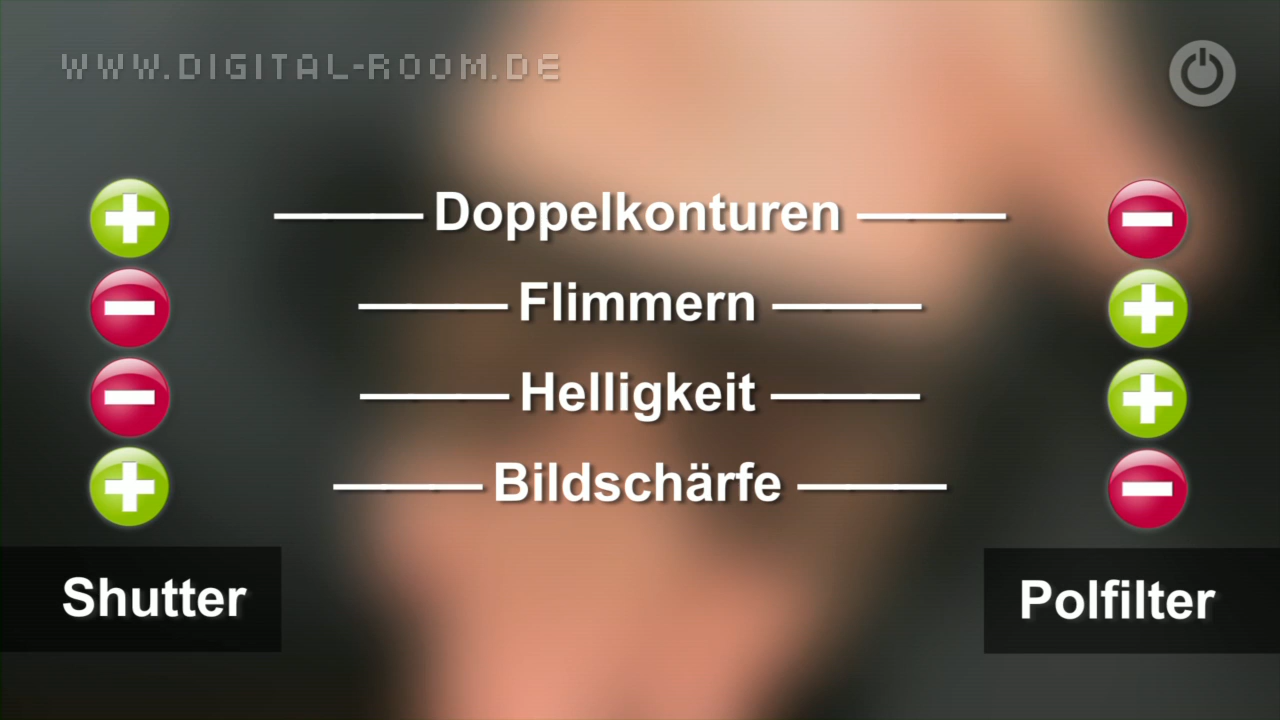 WWW.DIGITAL-ROOM.DE
Doppelkonturen
Flimmern
Helligkeit
Bildschärfe
Shutter
Polfilter